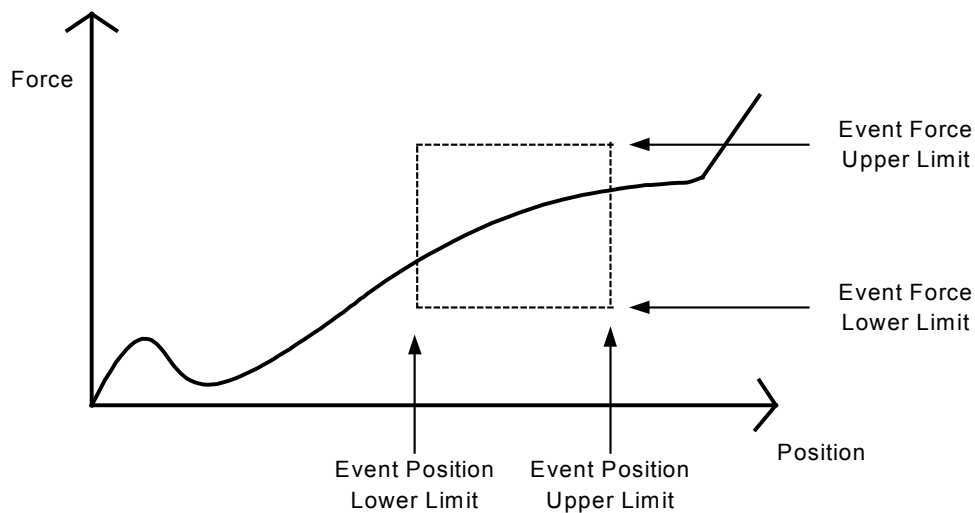 Force
Event Force
Upper Limit
Event Force
Lower Limit
Position
Event Position
Lower Limit
Event Position
Upper Limit